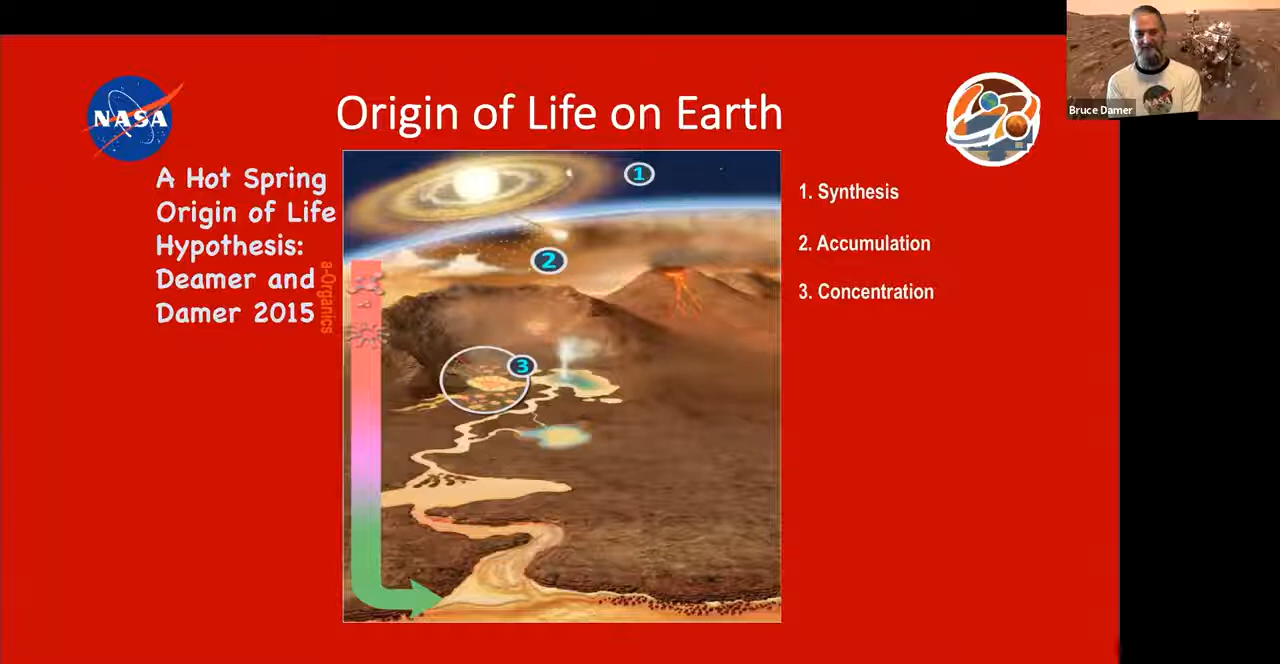 NASA
Origin of Life on Earth
Bruce Damer
A Hot Spring
Origin of Life
Hypothesis:
Deamer and
Damer 2015
a-Organics
1
2
3
1. Synthesis
2. Accumulation
3. Concentration